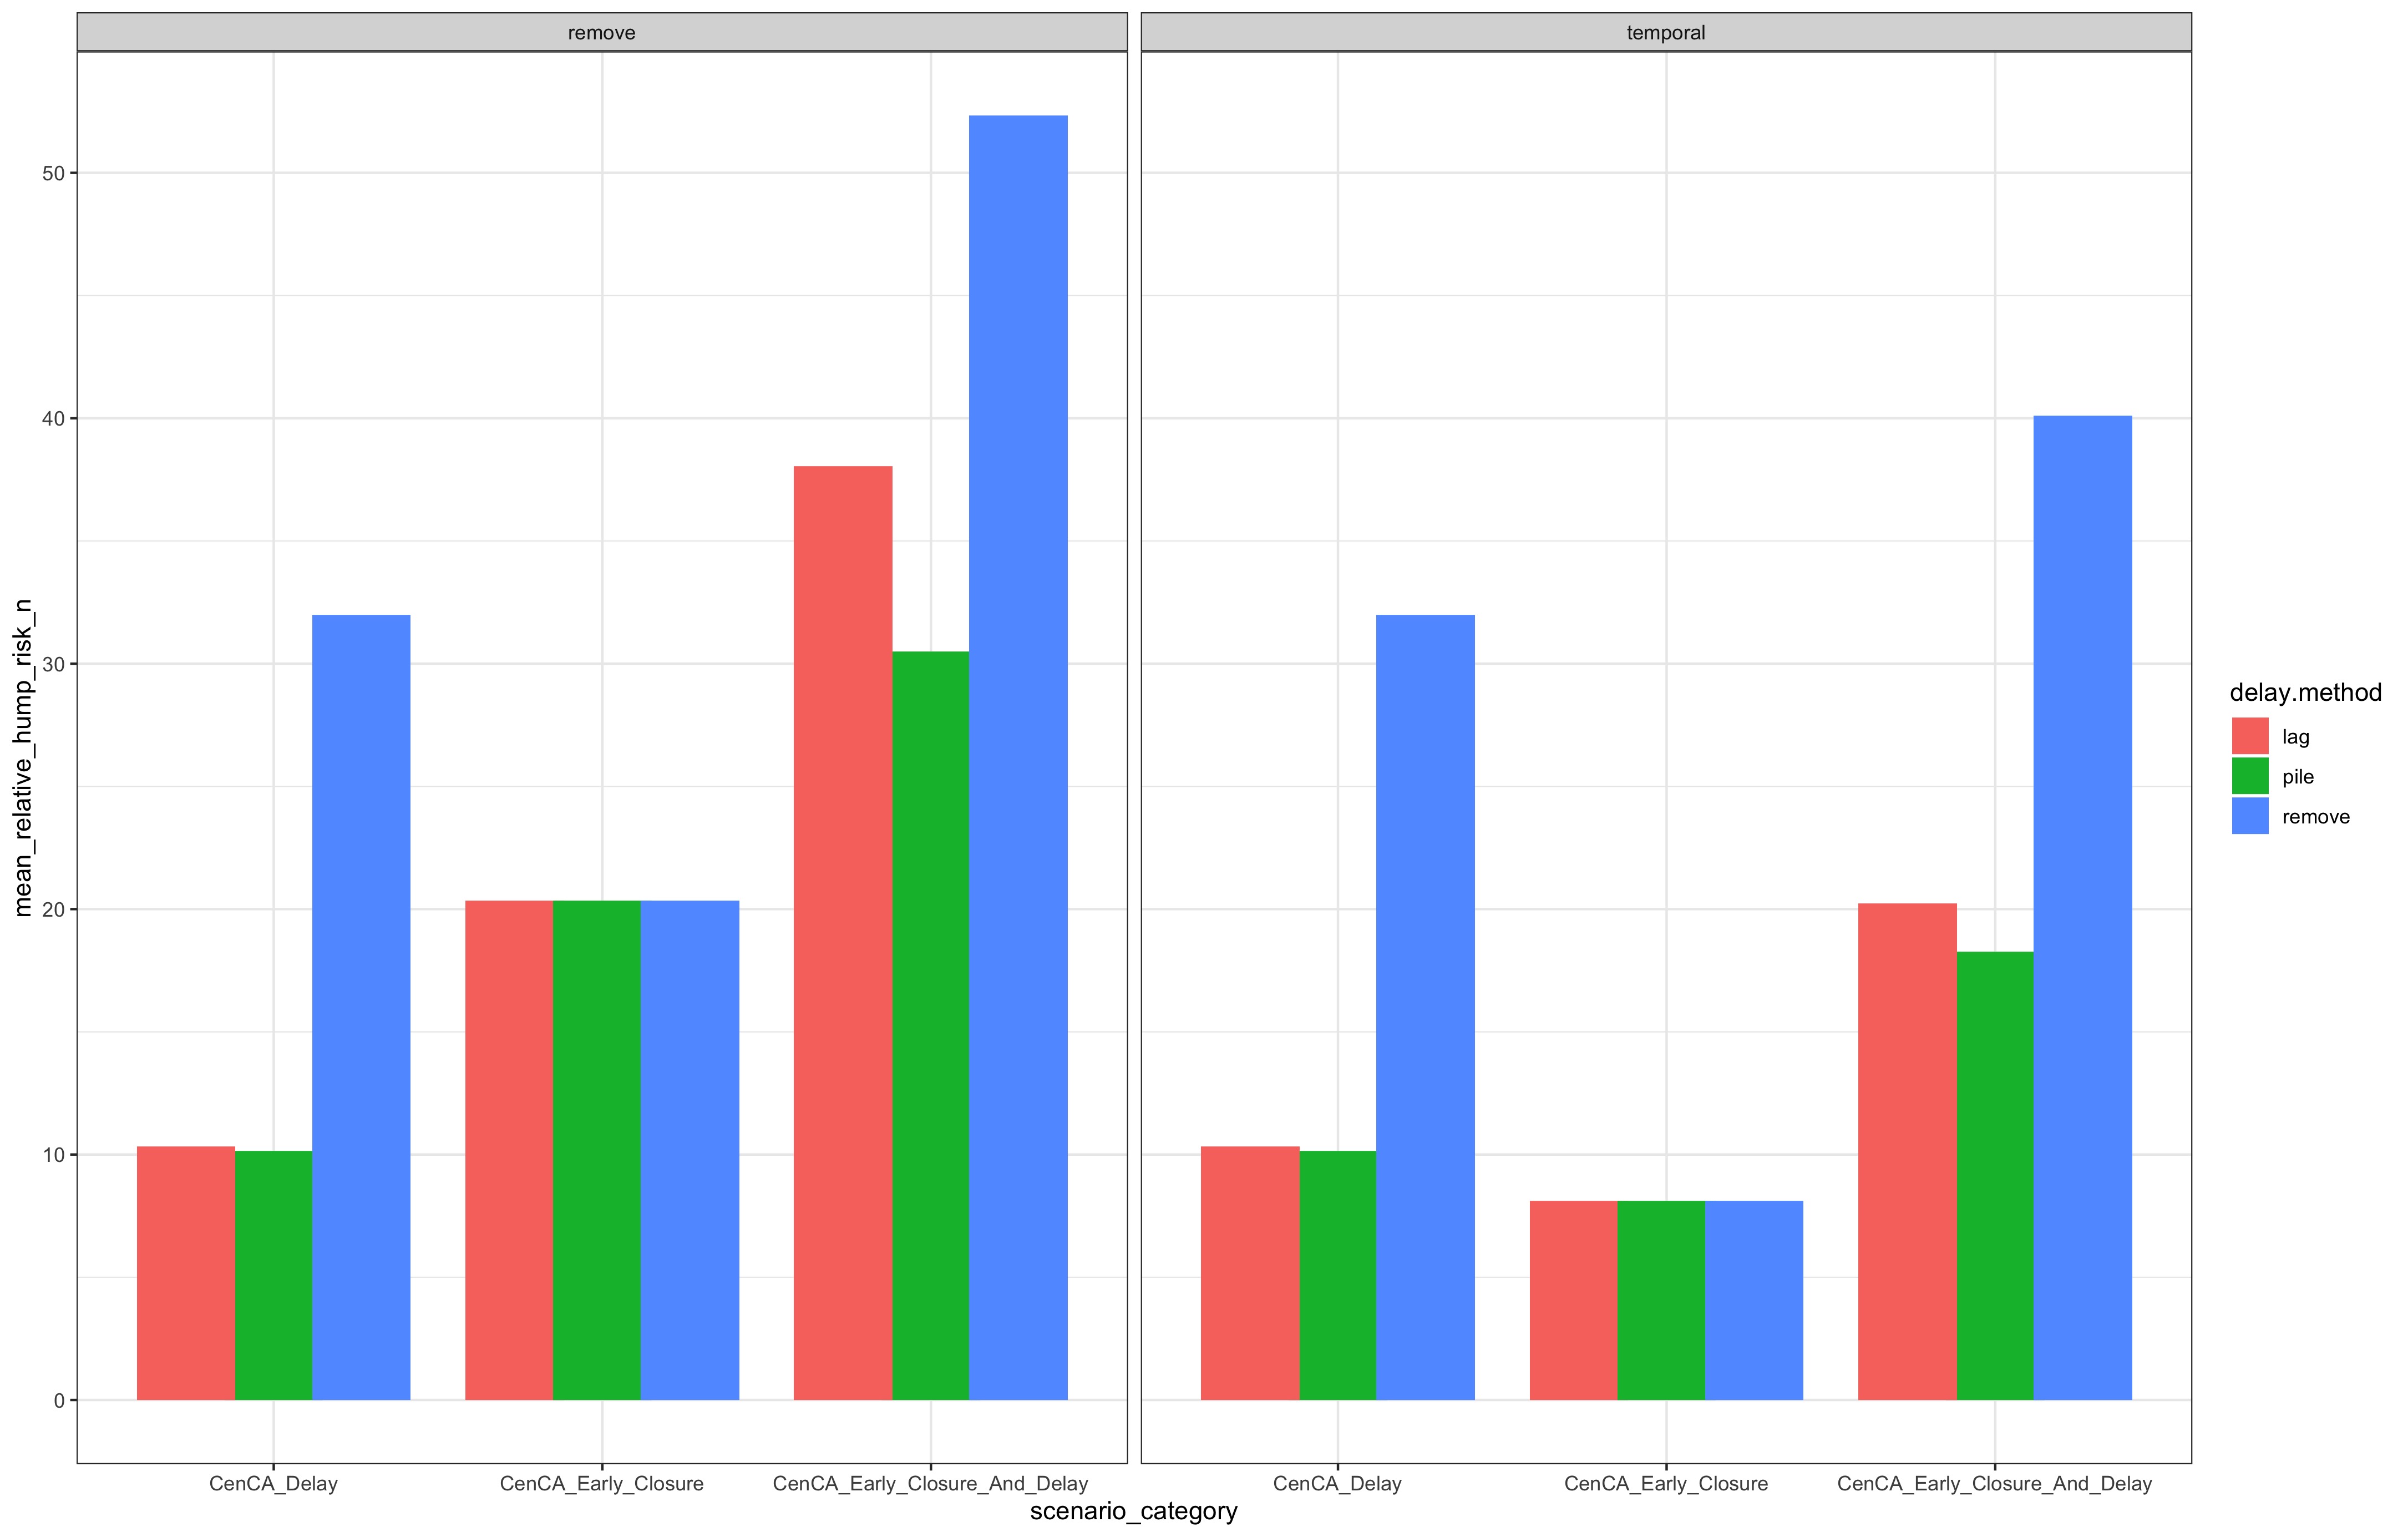 remove
temporal
mean_relative_hump_risk_n
50
40
30
20
10
0
CenCA_Delay
CenCA_Early_Closure
CenCA_Early_Closure_And_Delay
CenCA_Delay
CenCA_Early_Closure
CenCA_Early_Closure_And_Delay
scenario_category
delay.method
lag
pile
remove